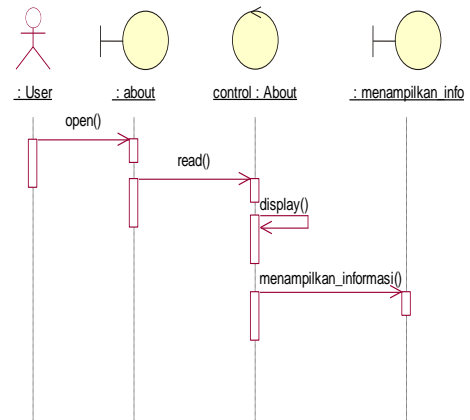 : User
: about
control : About
: menampilkan_info
open()
read()
display()
menampilkan_informasi()